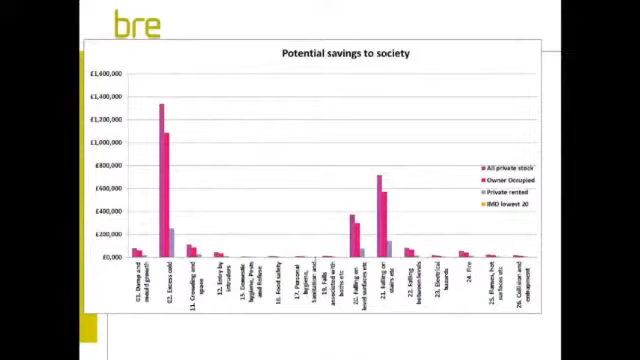 bre
Potential savings to society
£1,600,000
£1,400,000
£1,200,000
£1,000,000
£800,000
£600,000
£400,000
£200,000
£0,000
All private stock
Owner Occupied
Private rented
IMD lowest 20
01. Damp and
mould growth
02. Excess cold
11. Crowding and
space
12. Entry by
intruders
15. Domestic
hygiene, Pests
and Refuse
16. Food safety
17. Personal
hygiene,
Sanitation and
19. Falls
associated with
baths etc
20. Falling on
level surfaces etc
21. Falling on
stairs etc
22. Falling
between levels
23. Electrical
hazards
24. Fire
25. Flames, hot
surfaces etc
26. Collision and
entrapment